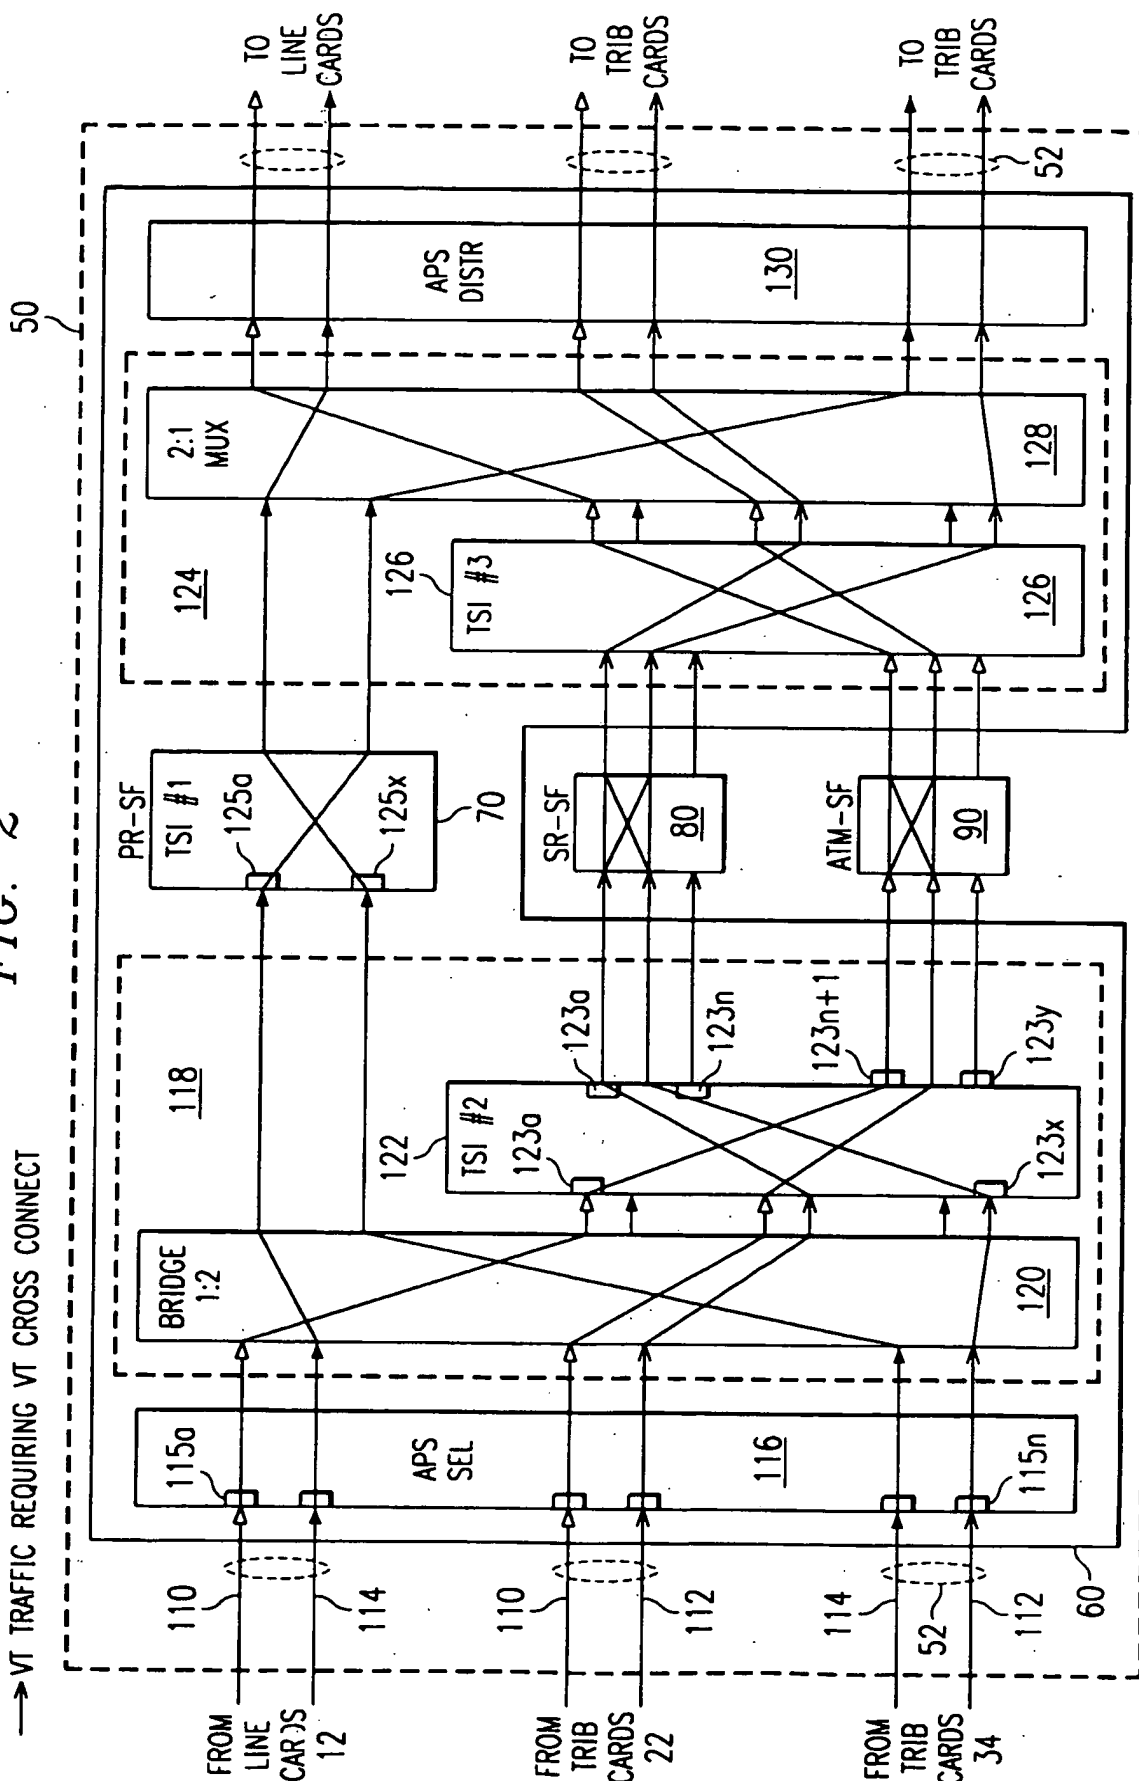 FIG. 2
→ VT TRAFFIC REQUIRING VT CROSS CONNECT
50
FROM
LINE
CARDS
12
110
114
FROM
TRIB
CARDS
22
110
112
FROM
TRIB
CARDS
34
114
52
112
60
115a
APS
SEL
116
115n
118
BRIDGE
1:2
120
122
TSI #2
123a
123x
123a
123n
123n+1
123y
PR-SF
TSI #1
125a
125x
70
SR-SF
80
ATM-SF
90
124
126
TSI #3
126
2:1
MUX
128
APS
DISTR
130
TO
LINE
CARDS
TO
TRIB
CARDS
TO
TRIB
CARDS
52